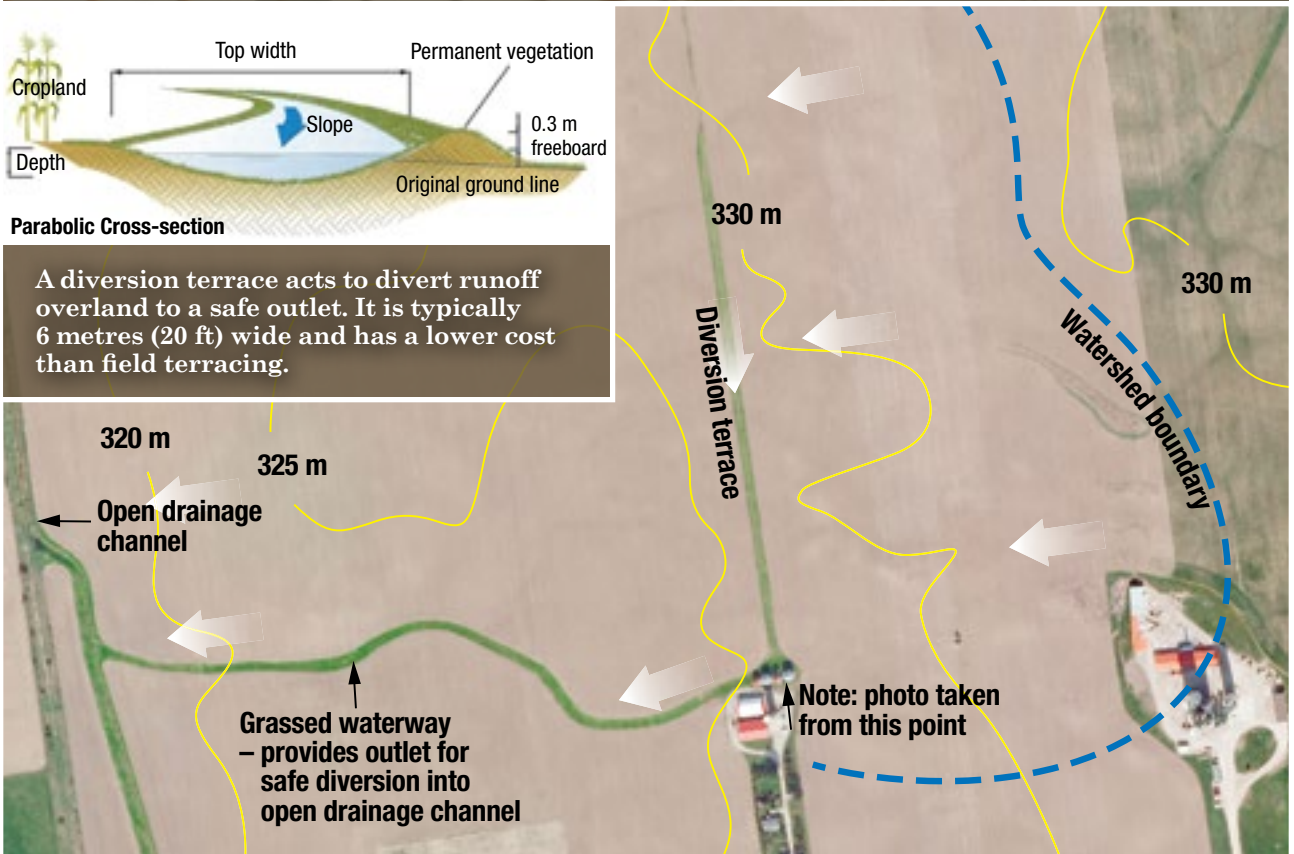 Top width
Permanent vegetation
Cropland
Slope
0.3 m
freeboard
Depth
Original ground line
Parabolic Cross-section
A diversion terrace acts to divert runoff
overland to a safe outlet. It is typically
6 metres (20 ft) wide and has a lower cost
than field terracing.
330 m
330 m
Diversion terrace
Watershed boundary
320 m
325 m
Open drainage
channel
Grassed waterway
– provides outlet for
safe diversion into
open drainage channel
Note: photo taken
from this point